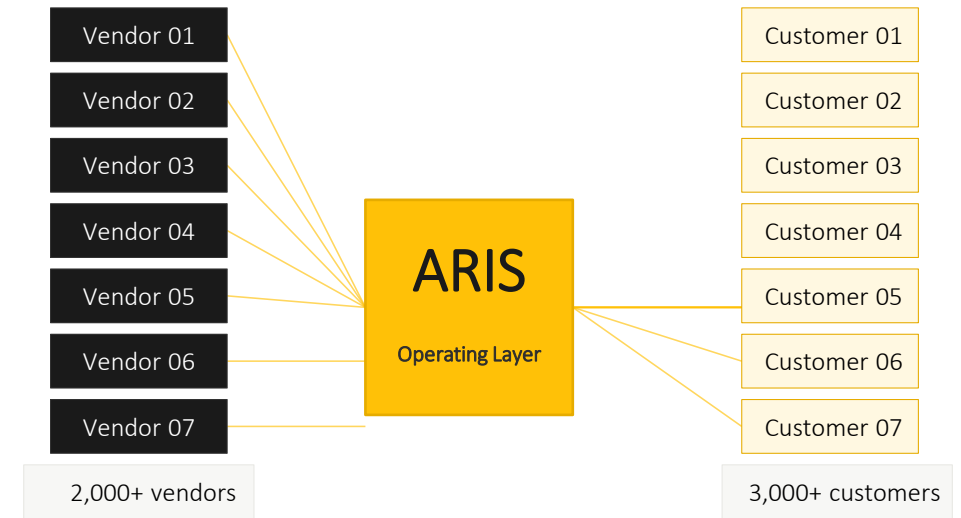 Vendor 01
Vendor 02
Vendor 03
Vendor 04
Vendor 05
Vendor 06
Vendor 07
2,000+ vendors
ARIS
Operating Layer
Customer 01
Customer 02
Customer 03
Customer 04
Customer 05
Customer 06
Customer 07
3,000+ customers